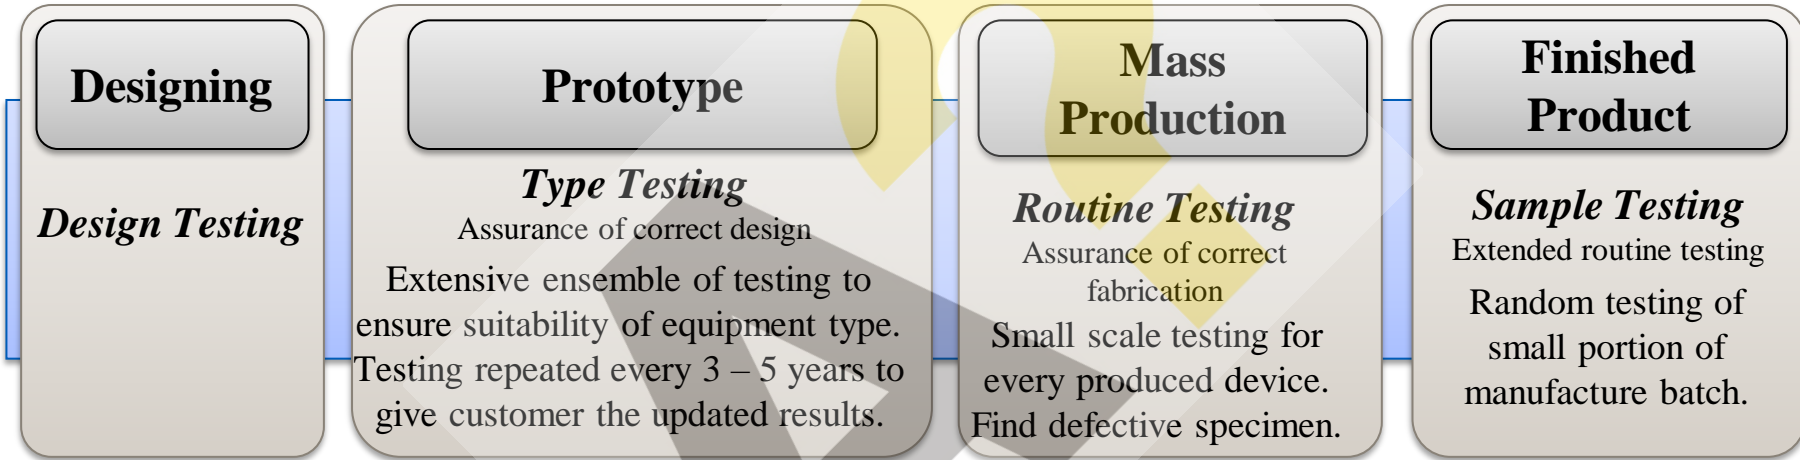 Designing
Design Testing
Prototype
Type Testing
Assurance of correct design
Extensive ensemble of testing to
ensure suitability of equipment type.
Testing repeated every 3 – 5 years to
give customer the updated results.
Mass
Production
Routine Testing
Assurance of correct
fabrication
Small scale testing for
every produced device.
Find defective specimen.
Finished
Product
Sample Testing
Extended routine testing
Random testing of
small portion of
manufacture batch.